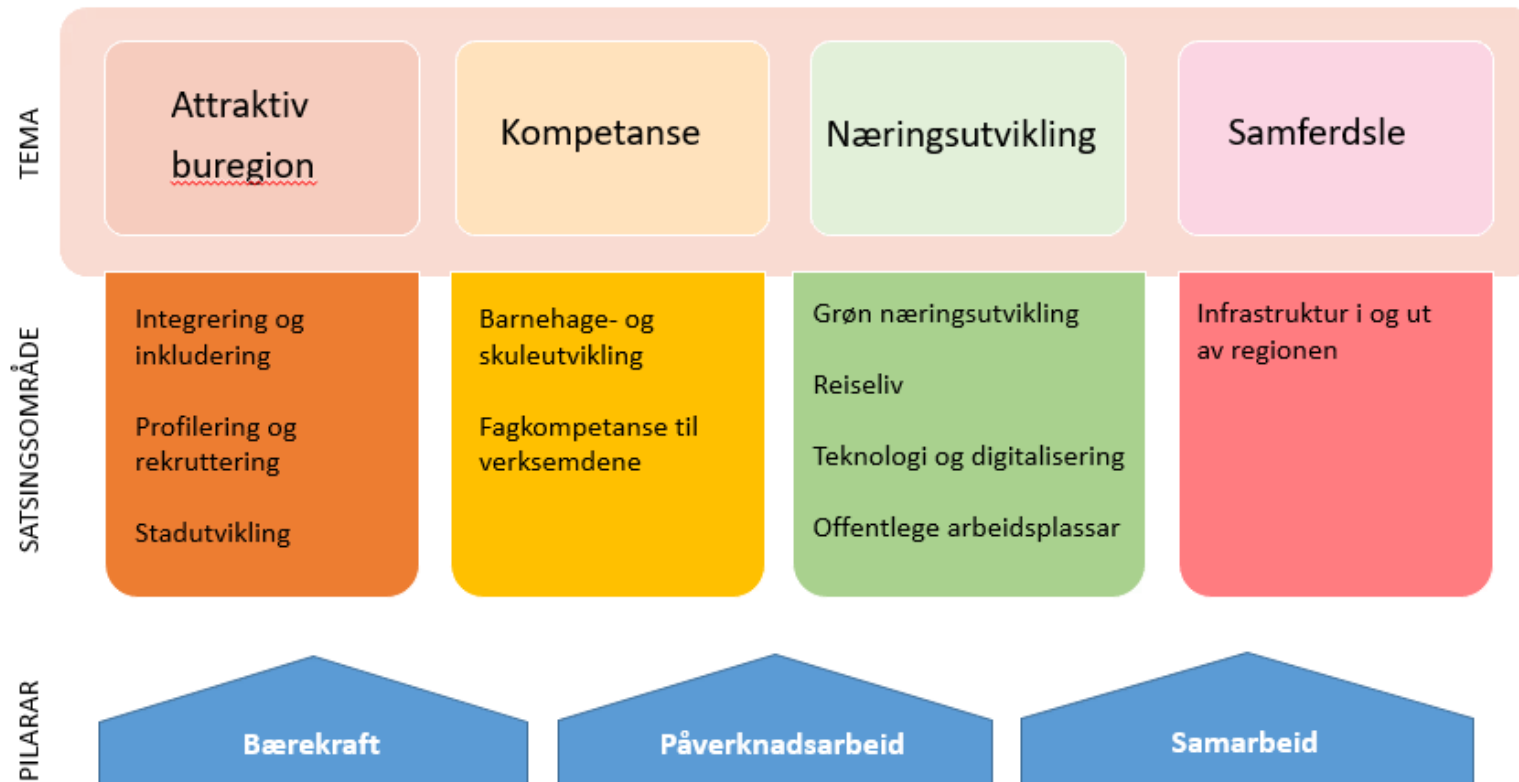 TEMA
Attraktiv
buregion
Kompetanse
Næringsutvikling
Samferdsle
SATSINGSOMRÅDE
Integrering og
inkludering
Profilering og
rekruttering
Stadutvikling
Barnehage- og
skuleutvikling
Fagkompetanse til
verksemdene
Grøn næringsutvikling
Reiseliv
Teknologi og digitalisering
Offentlege arbeidsplassar
Infrastruktur i og ut
av regionen
PILARAR
Bærekraft
Påverknadsarbeid
Samarbeid